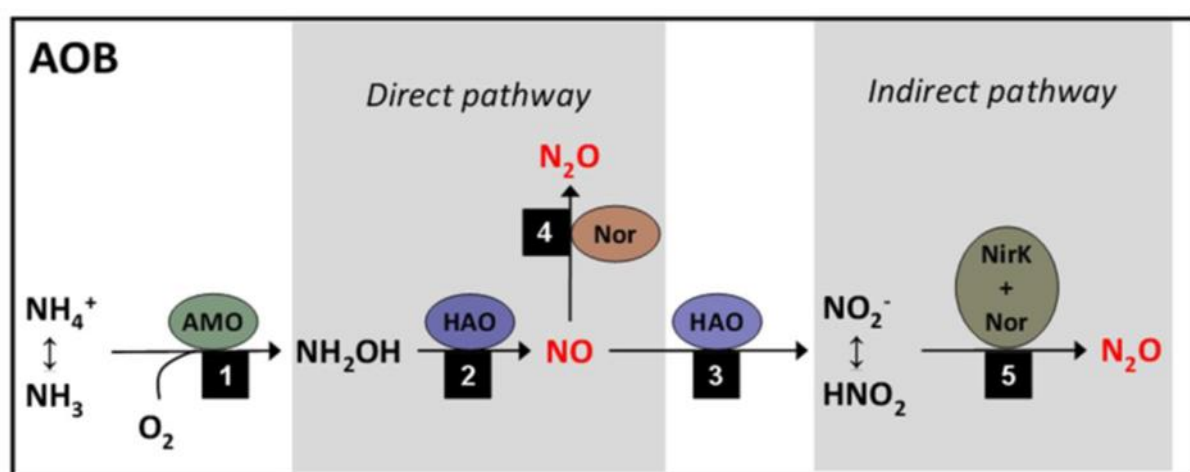 AOB
Direct pathway
Indirect pathway
N₂O
4
Nor
NirK
+
Nor
NH₄⁺
NH₃
O₂
AMO
1
NH₂OH
HAO
2
NO
HAO
3
NO₂⁻
HNO₂
5
N₂O